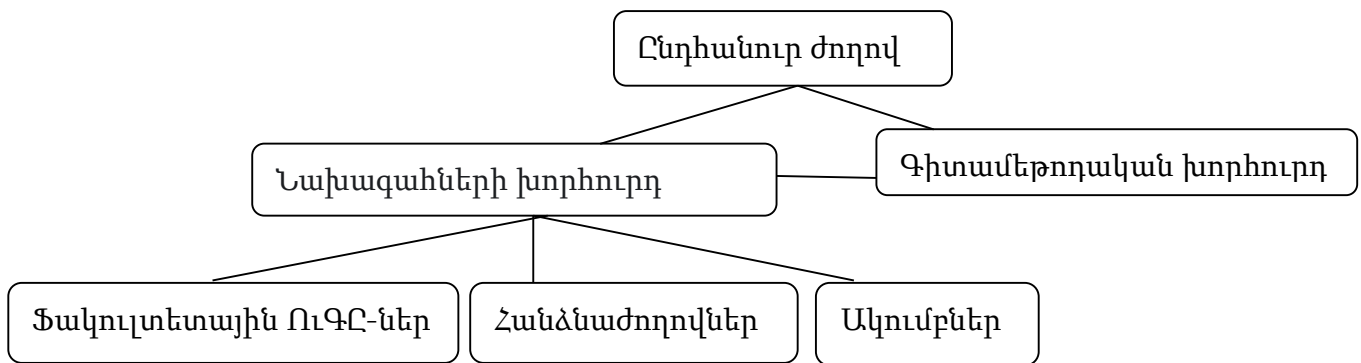 Ընդհանուր ժողով
Նախագահների խորհուրդ
Գիտամեթոդական խորհուրդ
Ֆակուլտետային ՈւԳԸ-ներ
Հանձնաժողովներ
Ակումբներ